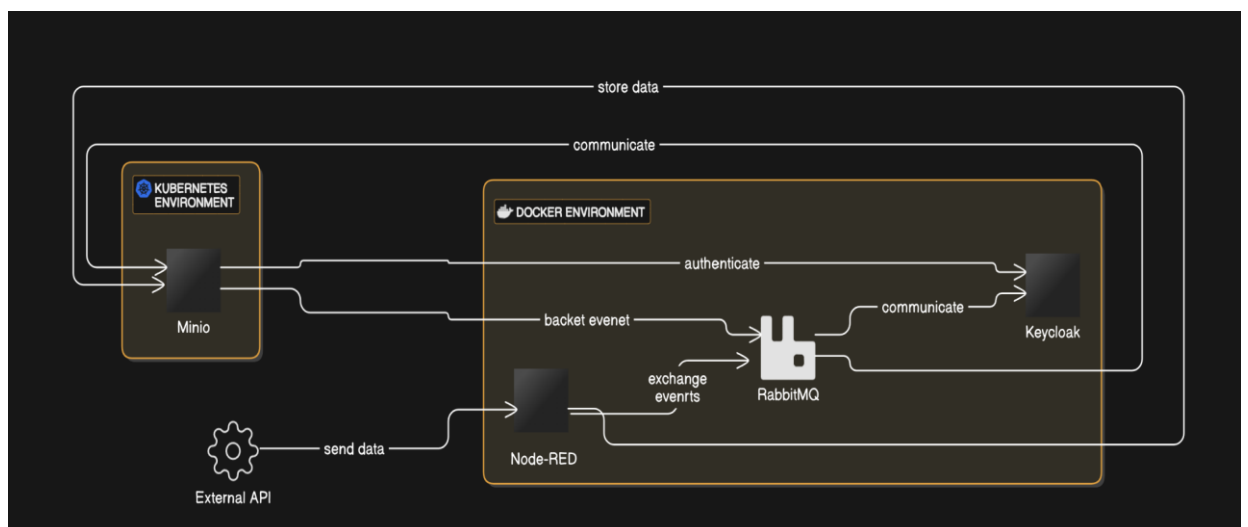 store data
communicate
KUBERNETES
ENVIRONMENT
DOCKER ENVIRONMENT
authenticate
communicate
Minio
backet evenet
Keycloak
exchange
evenrts
RabbitMQ
send data
Node-RED
External API